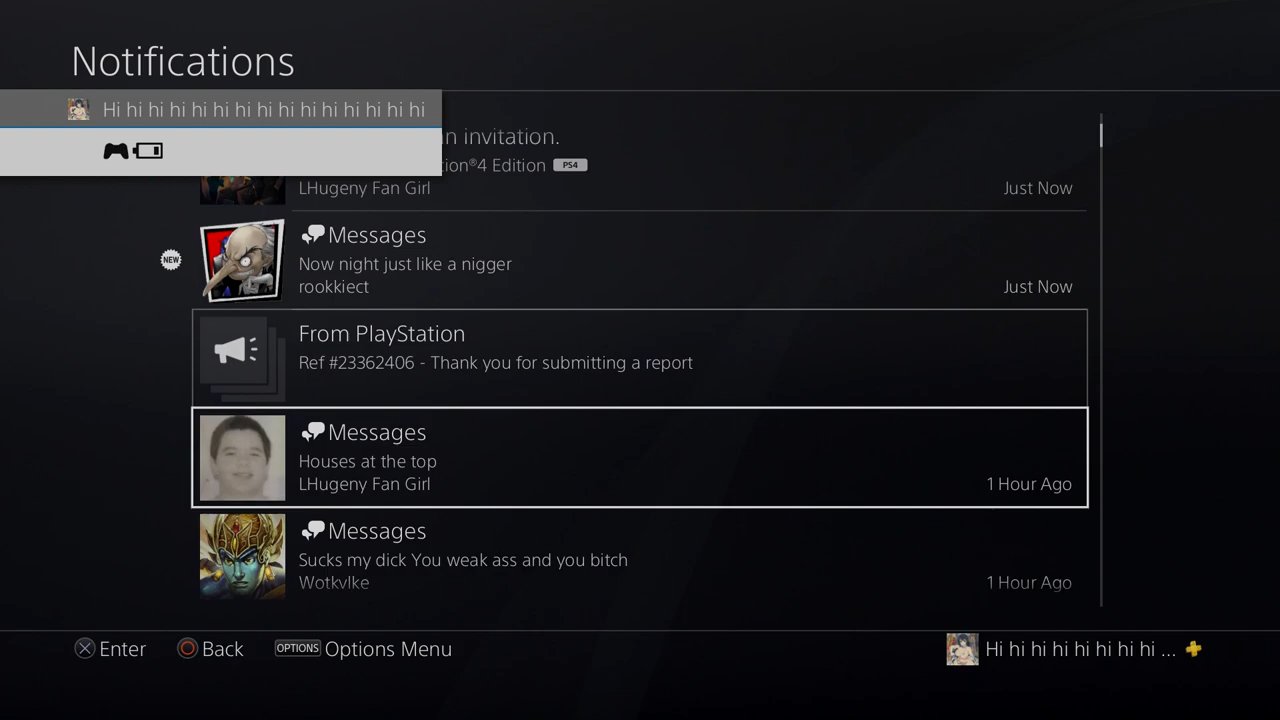 Notifications
Hi hi hi hi hi hi hi hi hi hi hi hi hi hi hi
n invitation.
ion®4 Edition PS4
LHugeny Fan Girl
Just Now
NEW
Messages
Now night just like a nigger
rookkiect
Just Now
From PlayStation
Ref #23362406 - Thank you for submitting a report
Messages
Houses at the top
LHugeny Fan Girl
1 Hour Ago
Messages
Sucks my dick You weak ass and you bitch
Wotkvlke
1 Hour Ago
Enter
Back
OPTIONS Options Menu
Hi hi hi hi hi hi hi hi ...